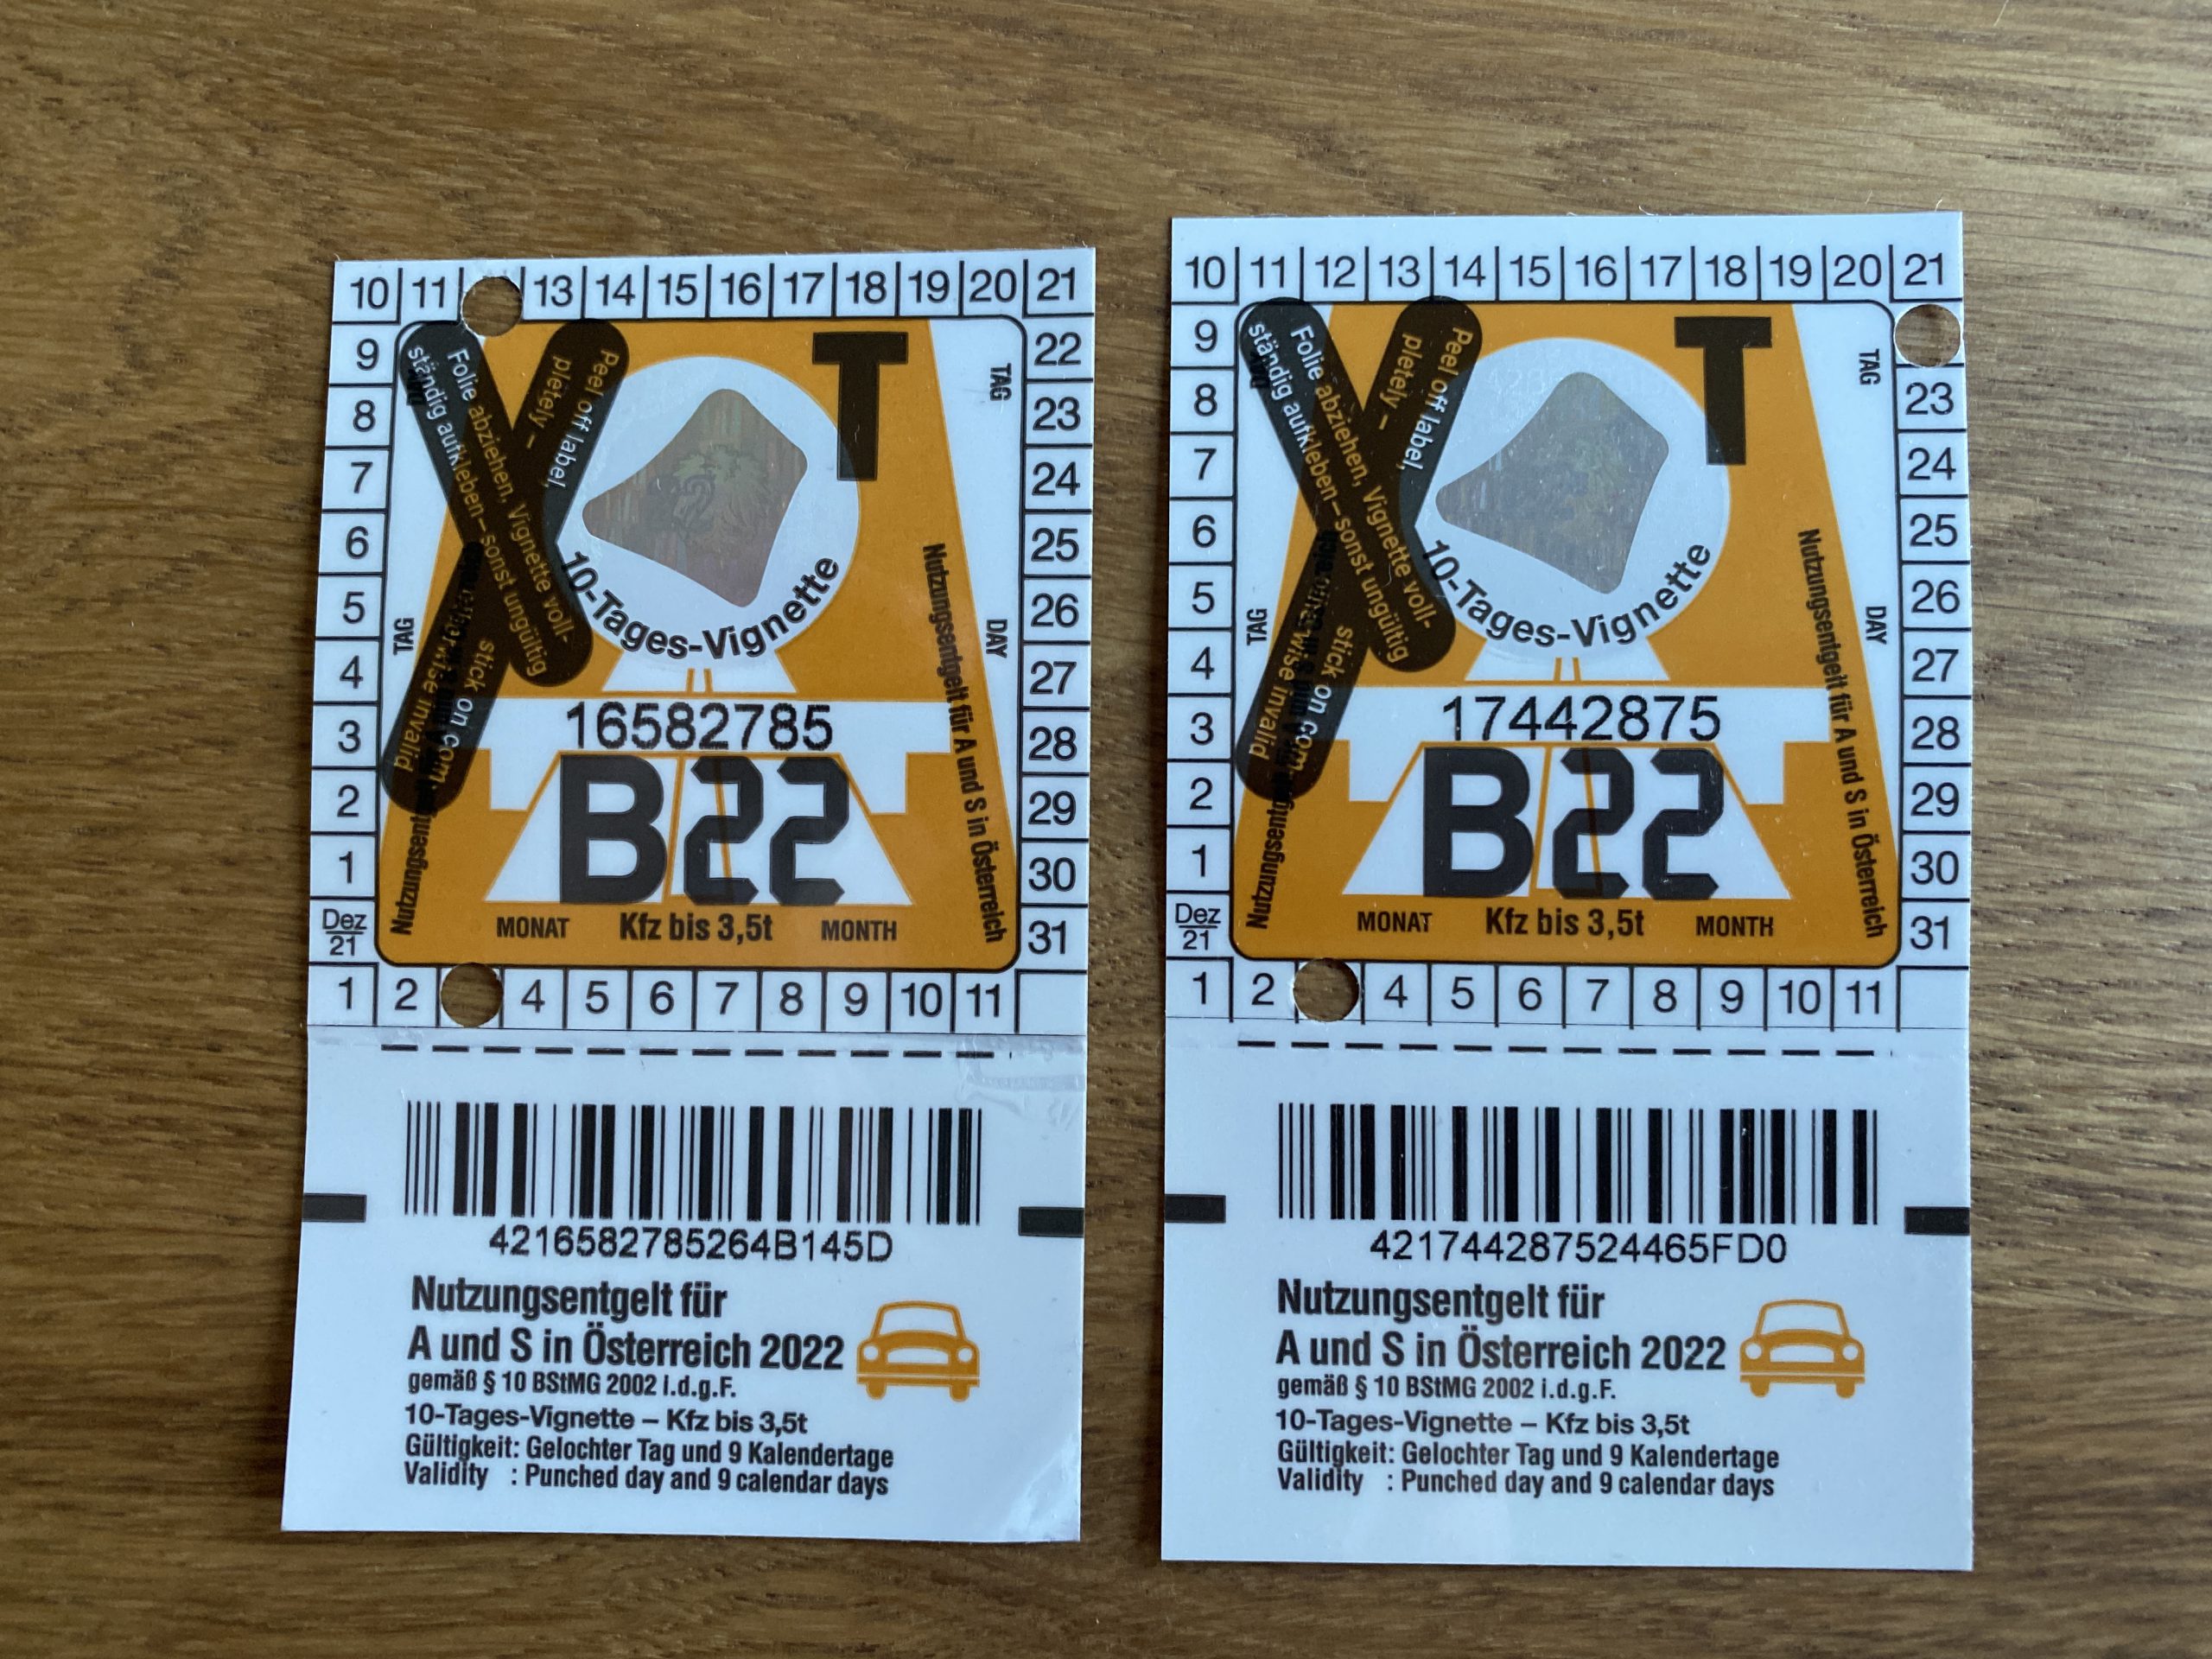 10 11 13 14 15 16 17 18 19 20 21
9 22
8 23
7 24
6 25
5 26
4 27
3 28
2 29
1 30
Dez
21 31
1 2 4 5 6 7 8 9 10 11
TAG
TAG
DAY
T
Folie abziehen, Vignette voll-
ständig aufkleben – sonst ungültig
Peel off label,
pletely –
stick on com-
wise invalid
10-Tages-Vignette
Nutzungsentgelt für A und S in Österreich
16582785
B22
MONAT Kfz bis 3,5t MONTH
4216582785264B145D
Nutzungsentgelt für
A und S in Österreich 2022
gemäß § 10 BStMG 2002 i.d.g.F.
10-Tages-Vignette – Kfz bis 3,5t
Gültigkeit: Gelochter Tag und 9 Kalendertage
Validity : Punched day and 9 calendar days
10 11 12 13 14 15 16 17 18 19 20 21
9
8 23
7 24
6 25
5 26
4 27
3 28
2 29
1 30
Dez
21 31
1 2 4 5 6 7 8 9 10 11
TAG
TAG
DAY
T
Folie abziehen, Vignette voll-
ständig aufkleben – sonst ungültig
Peel off label,
pletely –
stick on com-
wise invalid
10-Tages-Vignette
Nutzungsentgelt für A und S in Österreich
17442875
B22
MONAT Kfz bis 3,5t MONTH
421744287524465FD0
Nutzungsentgelt für
A und S in Österreich 2022
gemäß § 10 BStMG 2002 i.d.g.F.
10-Tages-Vignette – Kfz bis 3,5t
Gültigkeit: Gelochter Tag und 9 Kalendertage
Validity : Punched day and 9 calendar days